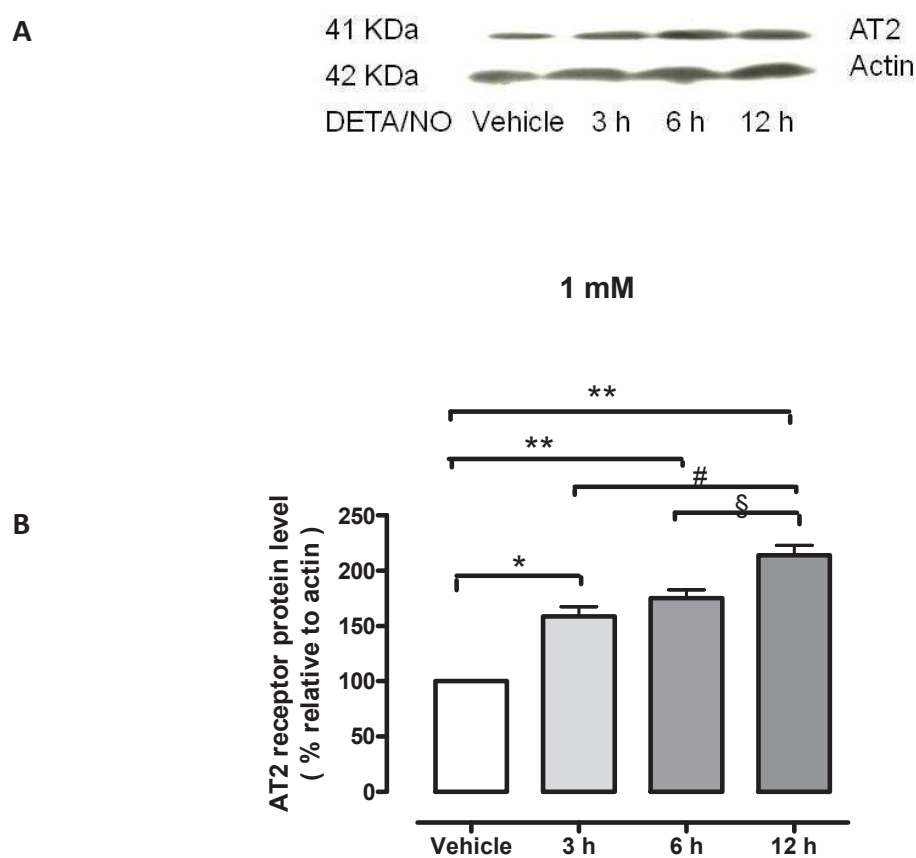 A
41 KDa AT2
42 KDa Actin
DETA/NO Vehicle 3 h 6 h 12 h
1 mM
**
**
#
§
*
B
AT2 receptor protein level
( % relative to actin )
250
200
150
100
50
0
Vehicle 3 h 6 h 12 h